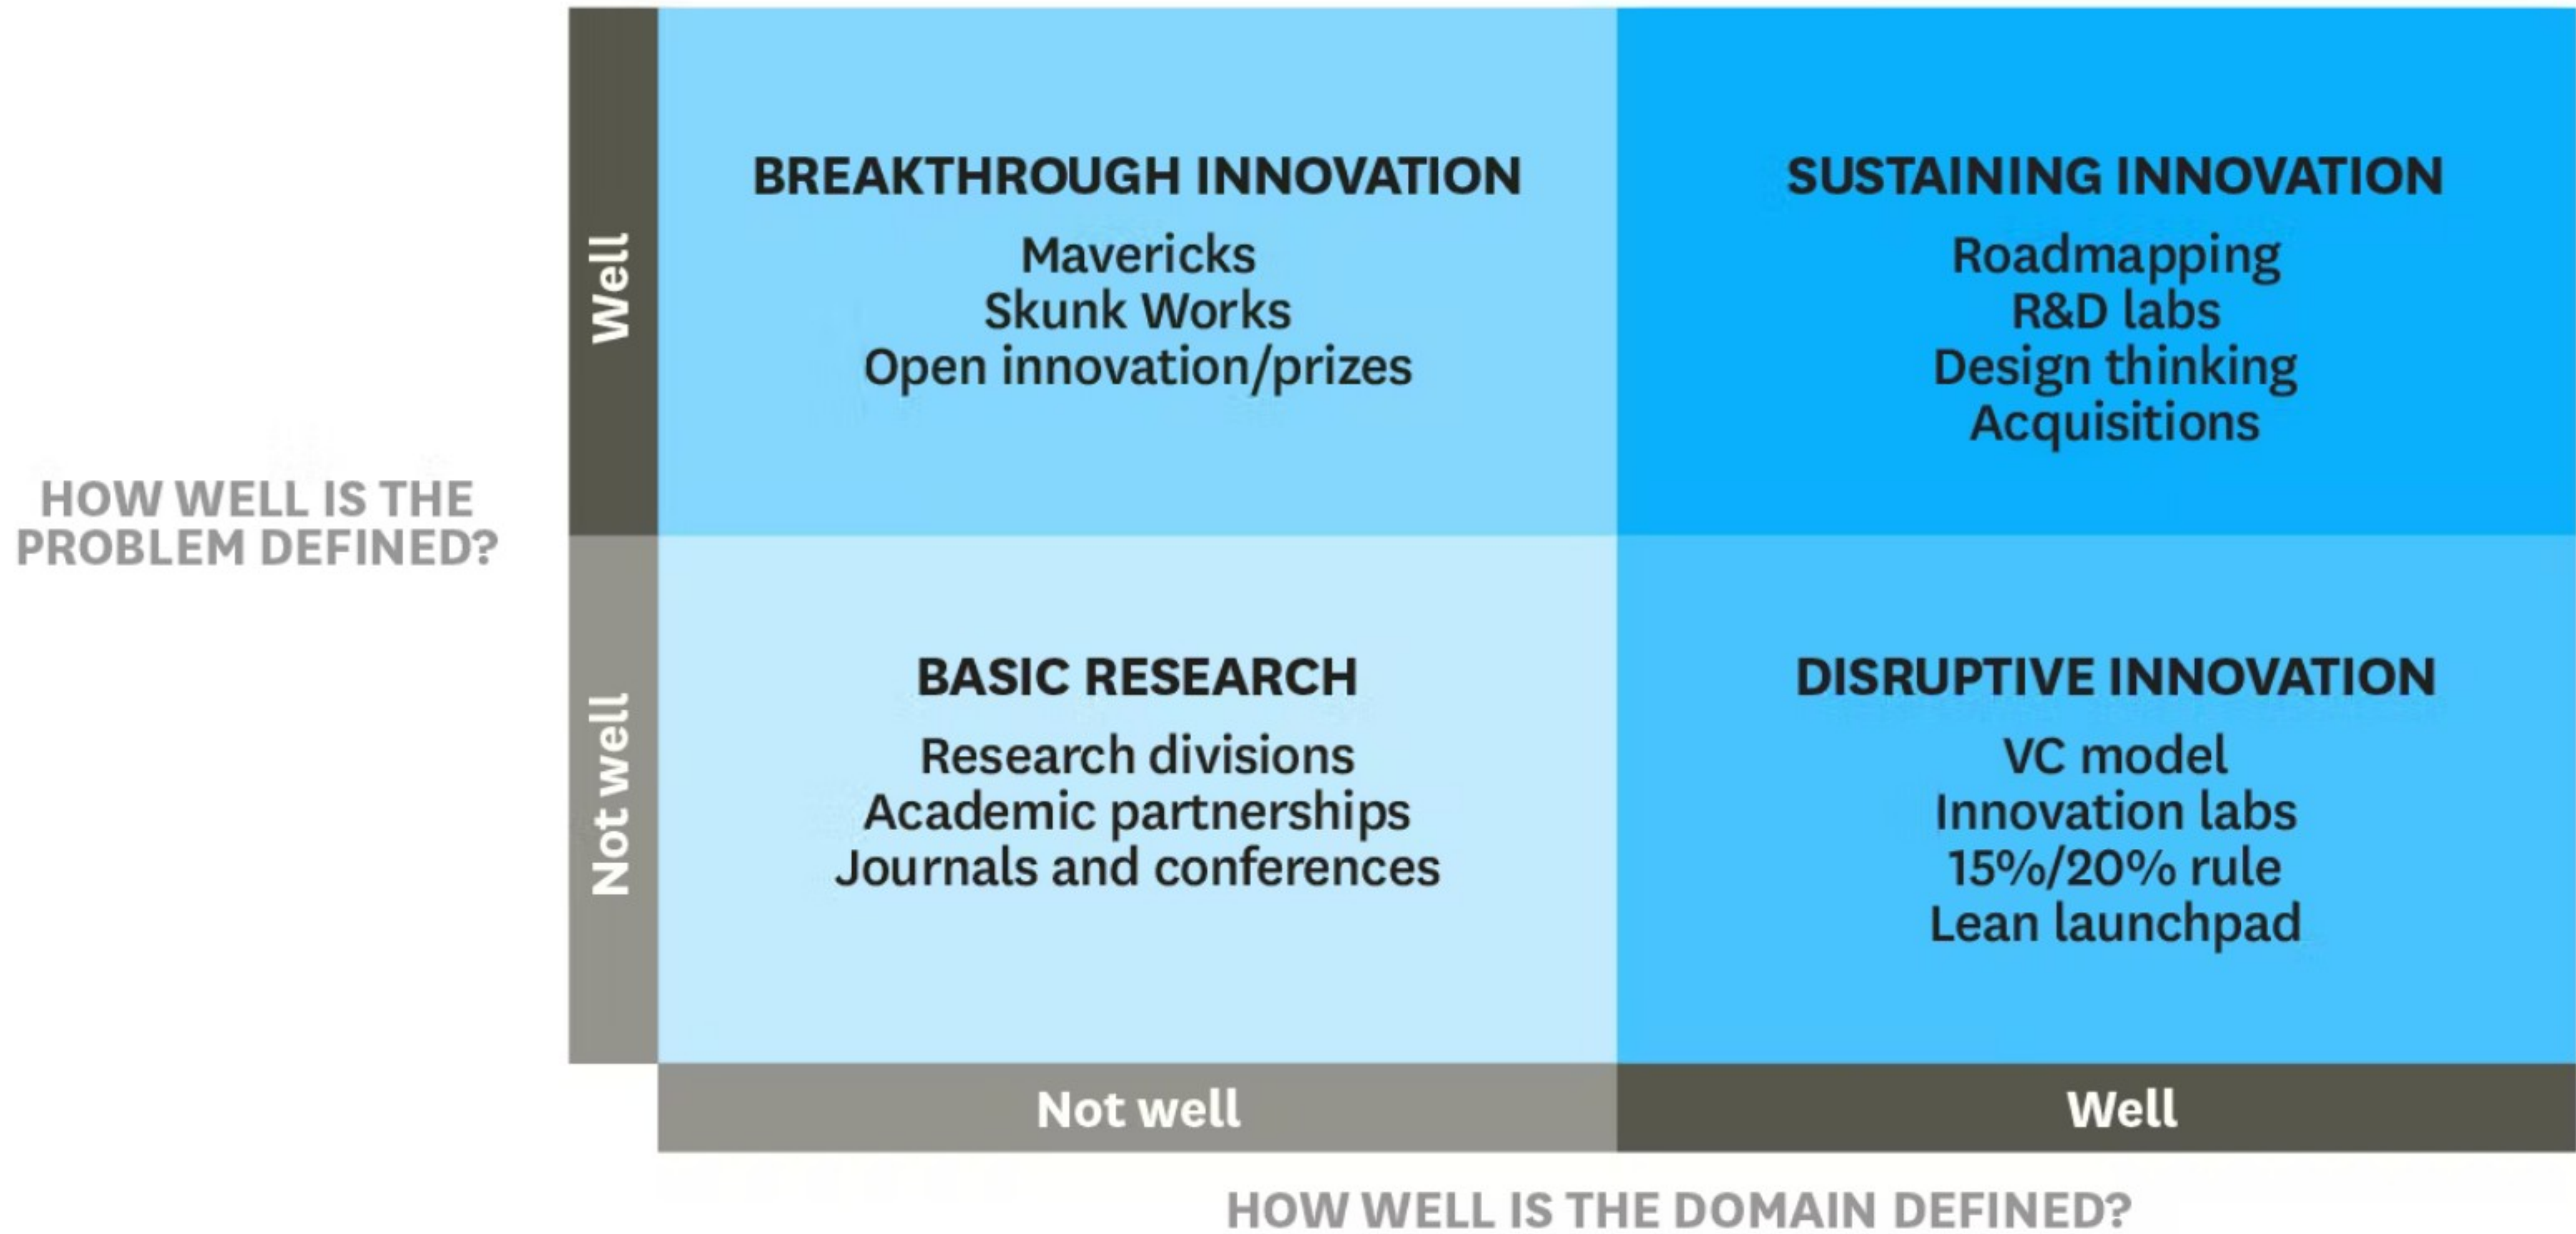 Well
BREAKTHROUGH INNOVATION
Mavericks
Skunk Works
Open innovation/prizes
SUSTAINING INNOVATION
Roadmapping
R&D labs
Design thinking
Acquisitions
HOW WELL IS THE
PROBLEM DEFINED?
Not well
BASIC RESEARCH
Research divisions
Academic partnerships
Journals and conferences
DISRUPTIVE INNOVATION
VC model
Innovation labs
15%/20% rule
Lean launchpad
Not well
Well
HOW WELL IS THE DOMAIN DEFINED?